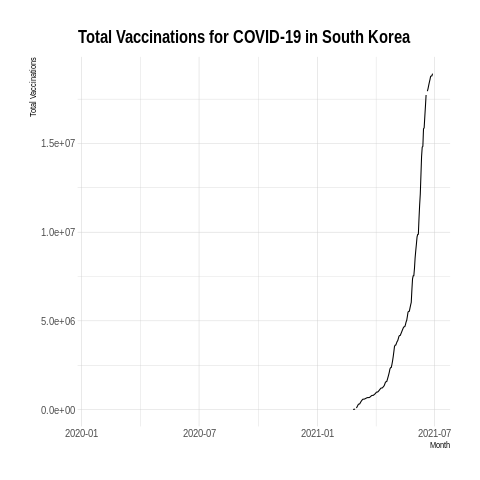 Total Vaccinations for COVID-19 in South Korea
Total Vaccinations
1.5e+07
1.0e+07
5.0e+06
0.0e+00
2020-01 2020-07 2021-01 2021-07
Month